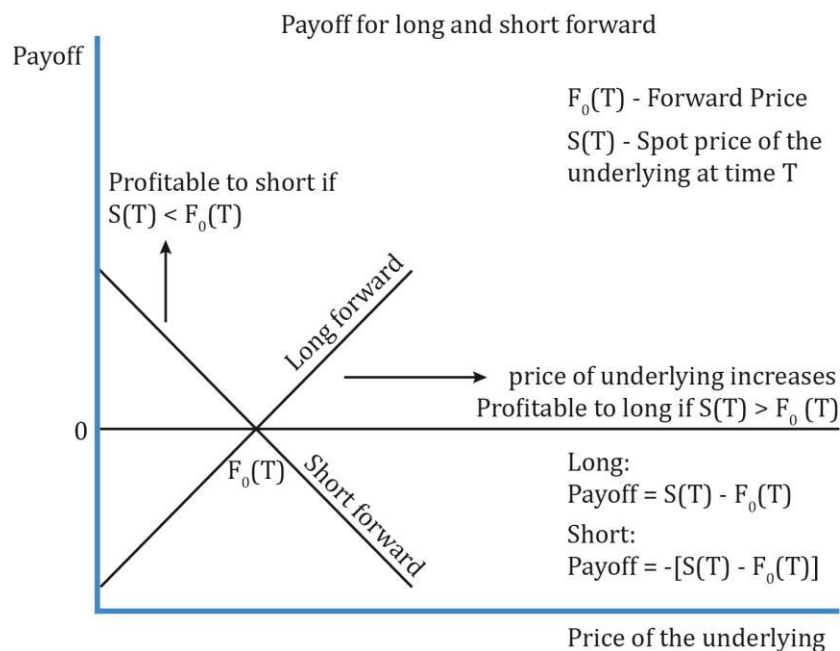 Payoff for long and short forward
Payoff
F₀(T) - Forward Price
S(T) - Spot price of the
underlying at time T
Profitable to short if
S(T) < F₀(T)
Long forward
price of underlying increases
Profitable to long if S(T) > F₀ (T)
0
F₀(T)
Short forward
Long:
Payoff = S(T) - F₀(T)
Short:
Payoff = -[S(T) - F₀(T)]
Price of the underlying